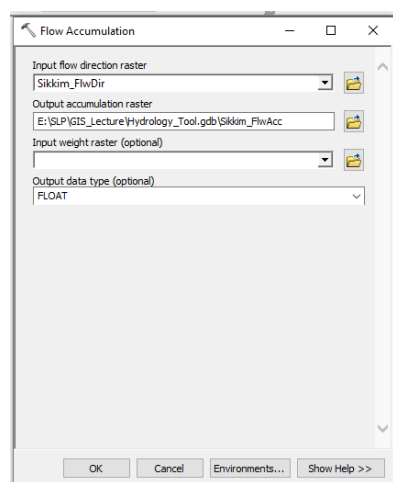 Flow Accumulation
Input flow direction raster
Sikkim_FlwDir
Output accumulation raster
E:\SLP\GIS_Lecture\Hydrology_Tool.gdb\Sikkim_FlwAcc
Input weight raster (optional)
Output data type (optional)
FLOAT
OK Cancel Environments... Show Help >>